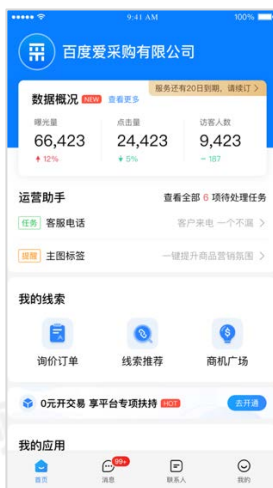 9:41 AM 100%
采 百度爱采购有限公司
服务还有20日到期，请续订 >
数据概况 NEW 查看更多
曝光量 点击量 访客人数
66,423 24,423 9,423
12% 5% - 187
运营助手 查看全部 6 项待处理任务
任务 客服电话 客户来电 一个不漏 >
提醒 主图标签 一键提升商品营销氛围 >
我的线索
询价订单 线索推荐 商机广场
0元开交易 享平台专项扶持 HOT 去开通
我的应用
99+
首页 消息 联系人 我的